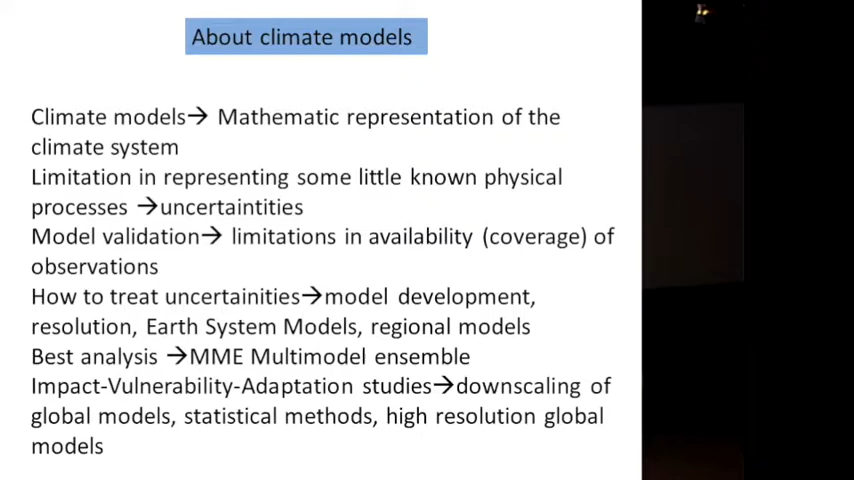 About climate models
Climate models→ Mathematic representation of the
climate system
Limitation in representing some little known physical
processes →uncertaintities
Model validation→ limitations in availability (coverage) of
observations
How to treat uncertainities→model development,
resolution, Earth System Models, regional models
Best analysis →MME Multimodel ensemble
Impact-Vulnerability-Adaptation studies→downscaling of
global models, statistical methods, high resolution global
models